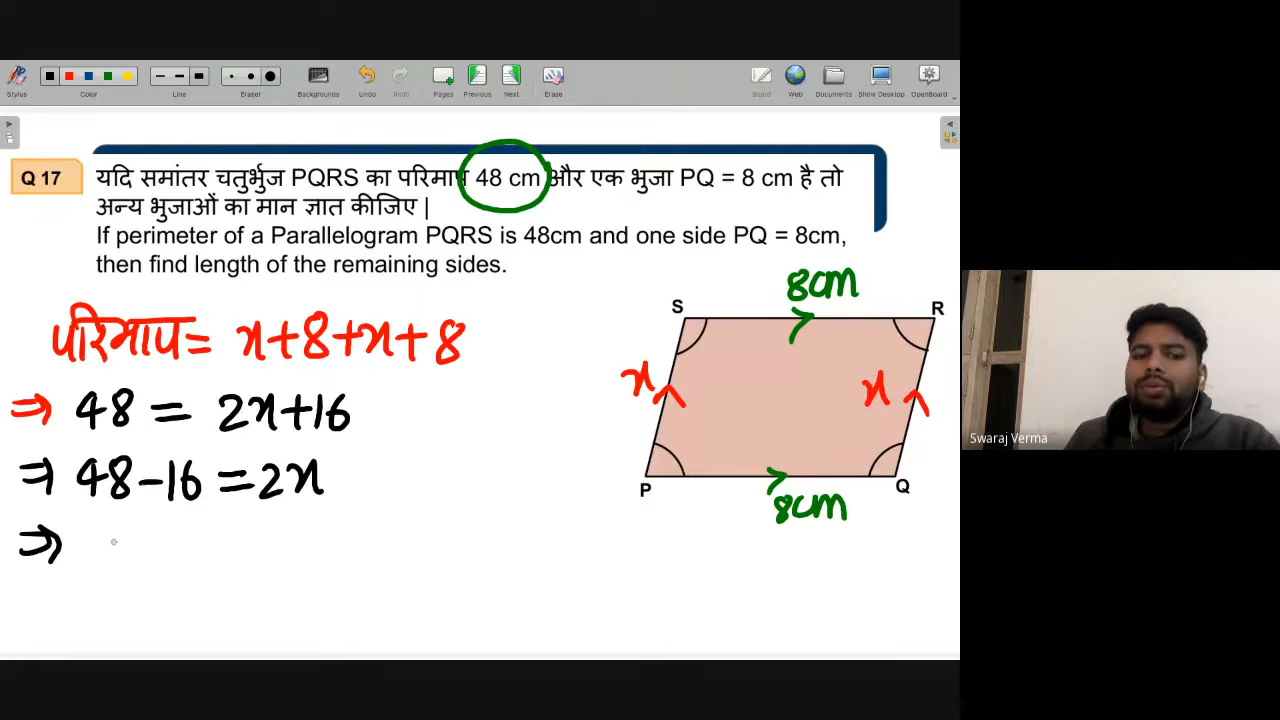 Stylus
Color
Line
Eraser
Backgrounds
Undo
Redo
Pages
Previous
Next
Erase
Board
Web
Documents
Show Desktop
OpenBoard
Q 17
यदि समांतर चतुर्भुज PQRS का परिमाप 48 cm और एक भुजा PQ = 8 cm है तो
अन्य भुजाओं का मान ज्ञात कीजिए |
If perimeter of a Parallelogram PQRS is 48cm and one side PQ = 8cm,
then find length of the remaining sides.
परिमाप = x+8+x+8
⇒ 48 = 2x+16
⇒ 48-16 = 2x
⇒
8cm
S
R
x
x
P
Q
8cm
Swaraj Verma